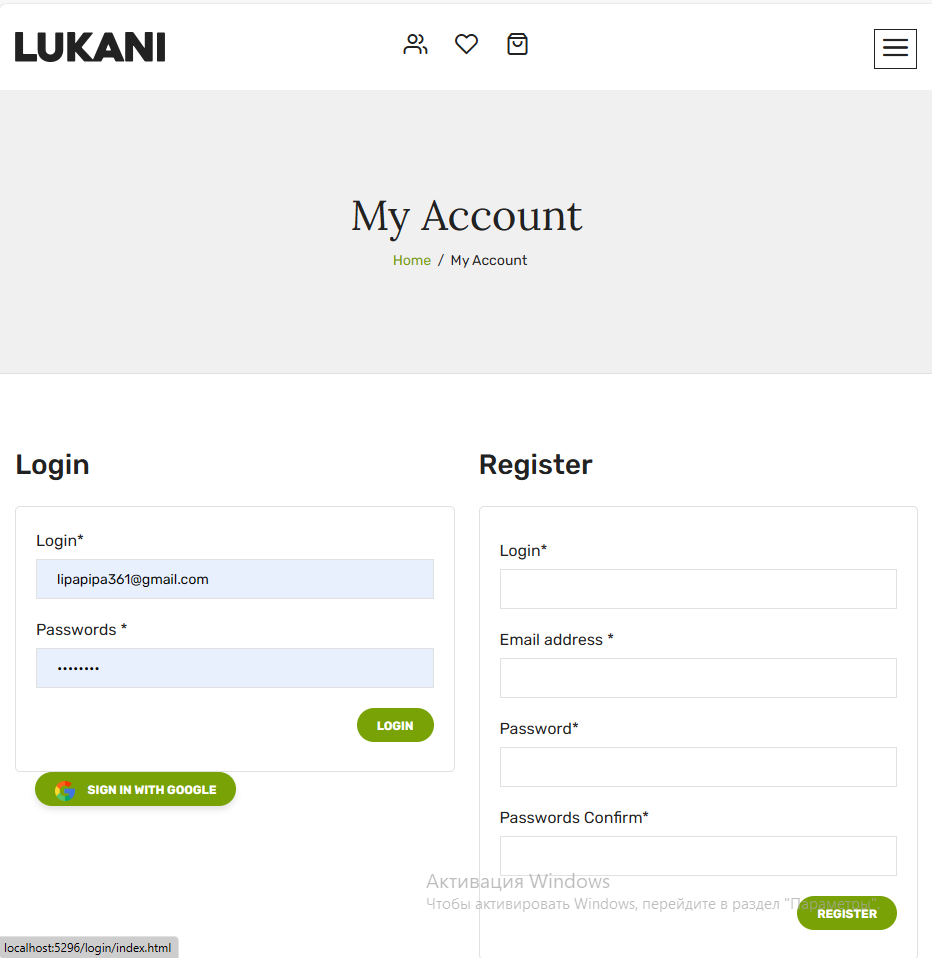 LUKANI
My Account
Home / My Account
Login
Login*
lipapipa361@gmail.com
Passwords *
••••••••
LOGIN
SIGN IN WITH GOOGLE
Register
Login*
Email address *
Password*
Passwords Confirm*
REGISTER
Активация Windows
Чтобы активировать Windows, перейдите в раздел "Параметры".
localhost:5296/login/index.html